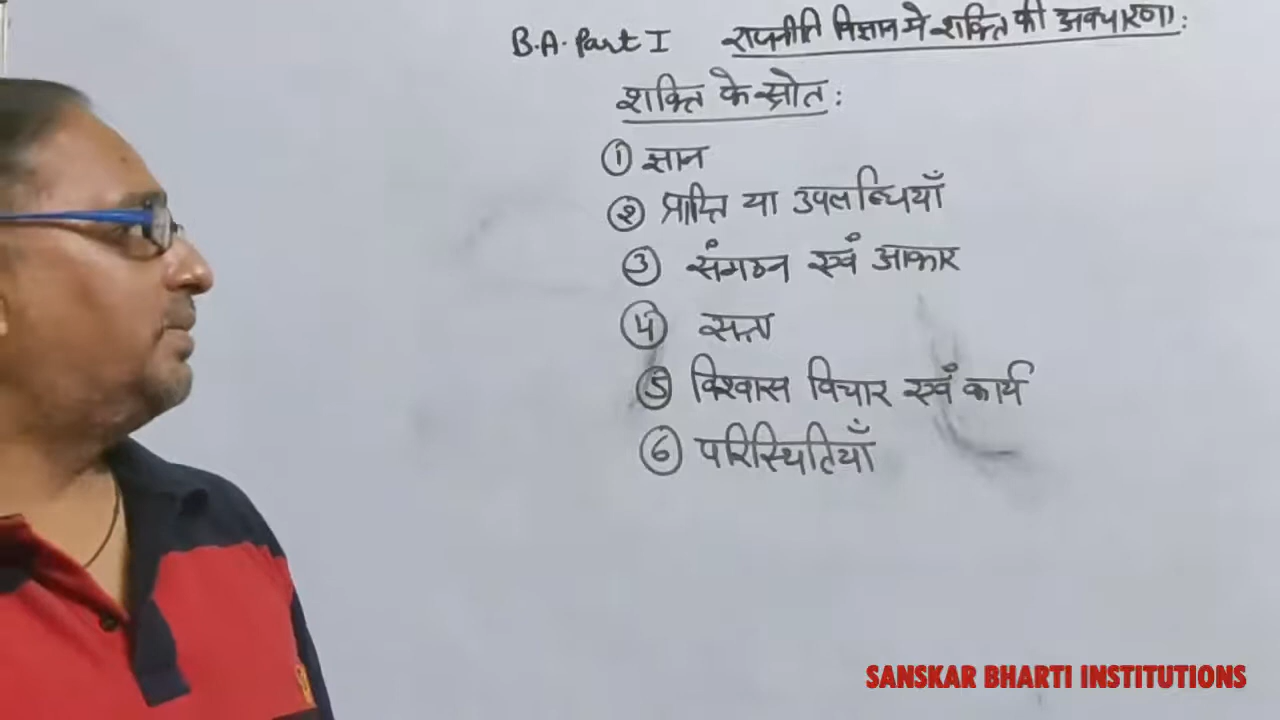 B.A. Part I राजनीति विज्ञान मे शक्ति की अवधारणा:
शक्ति के स्रोत:
① ज्ञान
② प्राप्ति या उपलब्धियाँ
③ संगठन एवं आकार
④ सत्ता
⑤ विश्वास विचार एवं कार्य
⑥ परिस्थितियाँ
SANSKAR BHARTI INSTITUTIONS